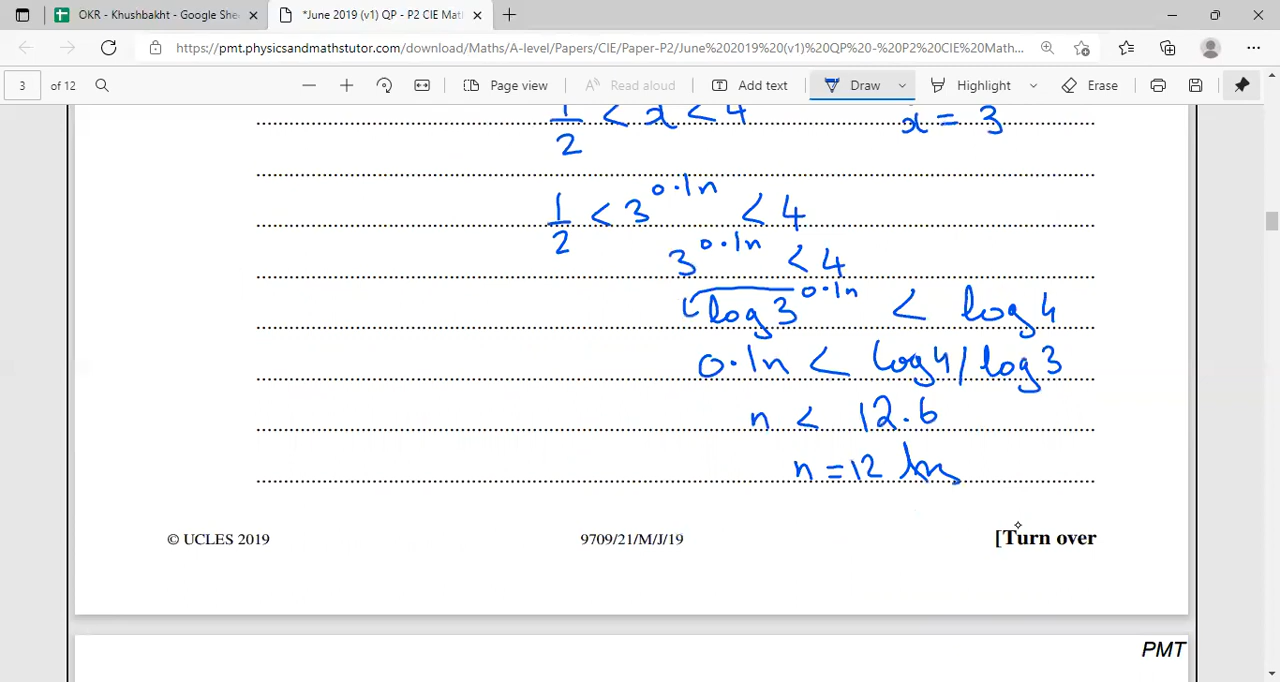 OKR - Khushbakht - Google She
*June 2019 (v1) QP - P2 CIE Mat
https://pmt.physicsandmathstutor.com/download/Maths/A-level/Papers/CIE/Paper-P2/June%202019%20(v1)%20QP%20-%20P2%20CIE%20Math...
3 of 12 Page view Read aloud Add text Draw Highlight Erase
1/2 < x < 4 x = 3
1/2 < 3^0.1n < 4
3^0.1n < 4
log 3^0.1n < log 4
0.1n < log 4 / log 3
n < 12.6
n = 12
© UCLES 2019 9709/21/M/J/19 [Turn over
PMT